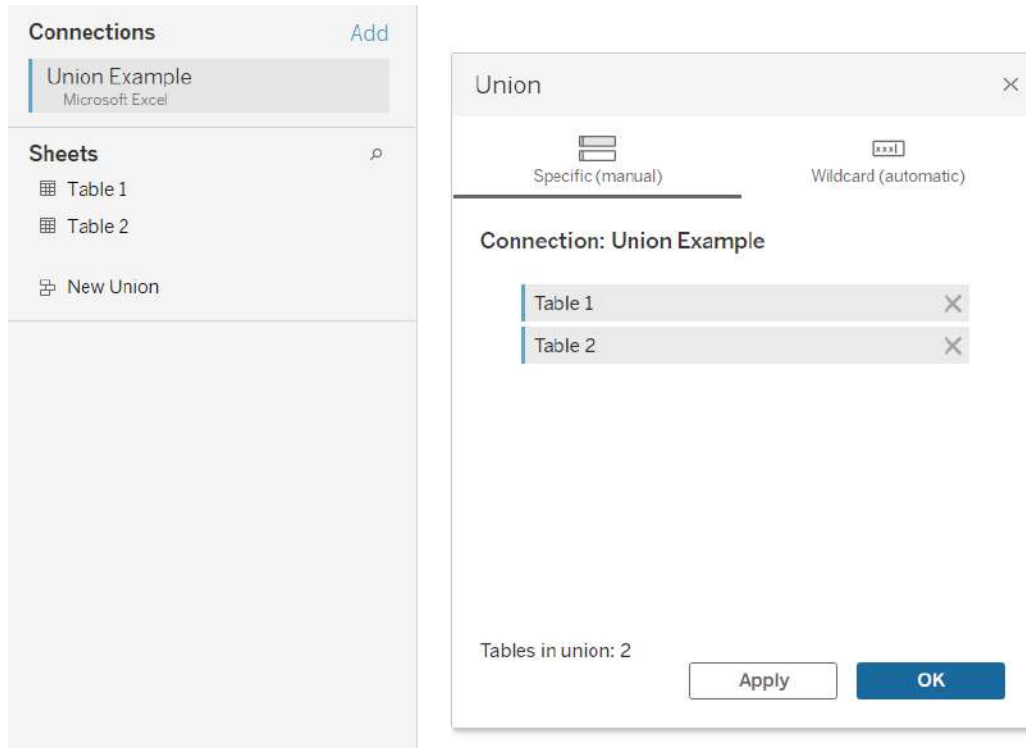 Connections Add
Union Example
Microsoft Excel
Sheets
Table 1
Table 2
New Union
Union
xxx
Specific (manual) Wildcard (automatic)
Connection: Union Example
Table 1
Table 2
Tables in union: 2
Apply OK